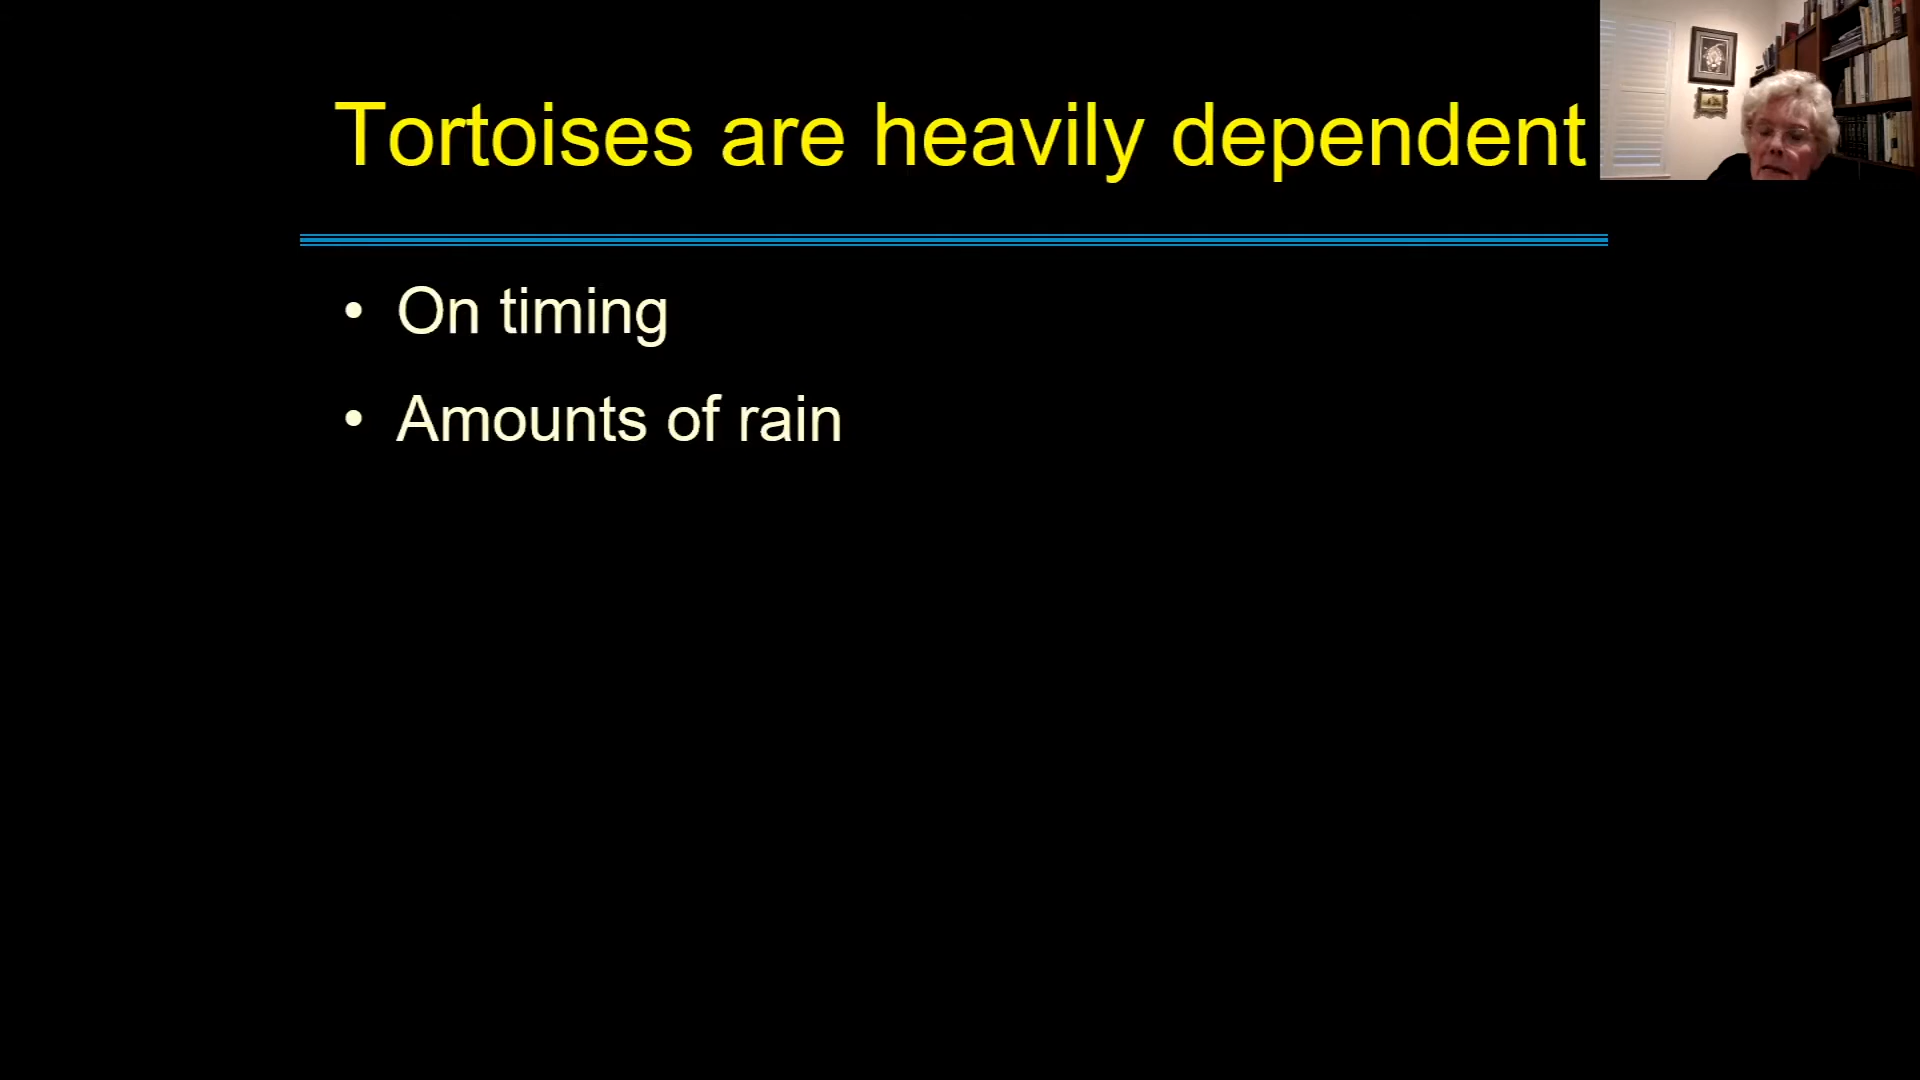 Tortoises are heavily dependent
• On timing
• Amounts of rain